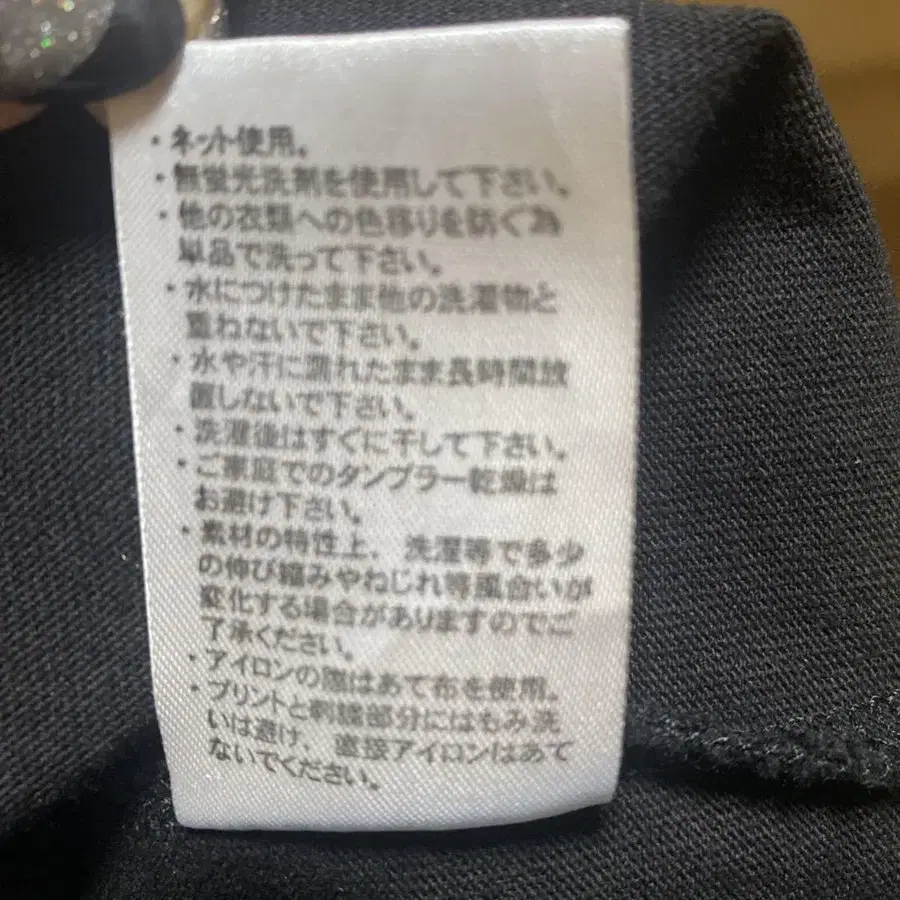 ・ネット使用。
・無蛍光洗剤を使用して下さい。
・他の衣類への色移りを防ぐ為
単品で洗って下さい。
・水につけたまま他の洗濯物と
重ねないで下さい。
・水や汗に濡れたまま長時間放
置しないで下さい。
・洗濯後はすぐに干して下さい。
・ご家庭でのタンブラー乾燥は
お避け下さい。
・素材の特性上、洗濯等で多少
の伸び縮みやねじれ等風合いが
変化する場合がありますのでご
了承ください。
・アイロンの際はあて布を使用。
・プリントと刺繍部分にはもみ洗
いは避け、直接アイロンはあて
ないでください。